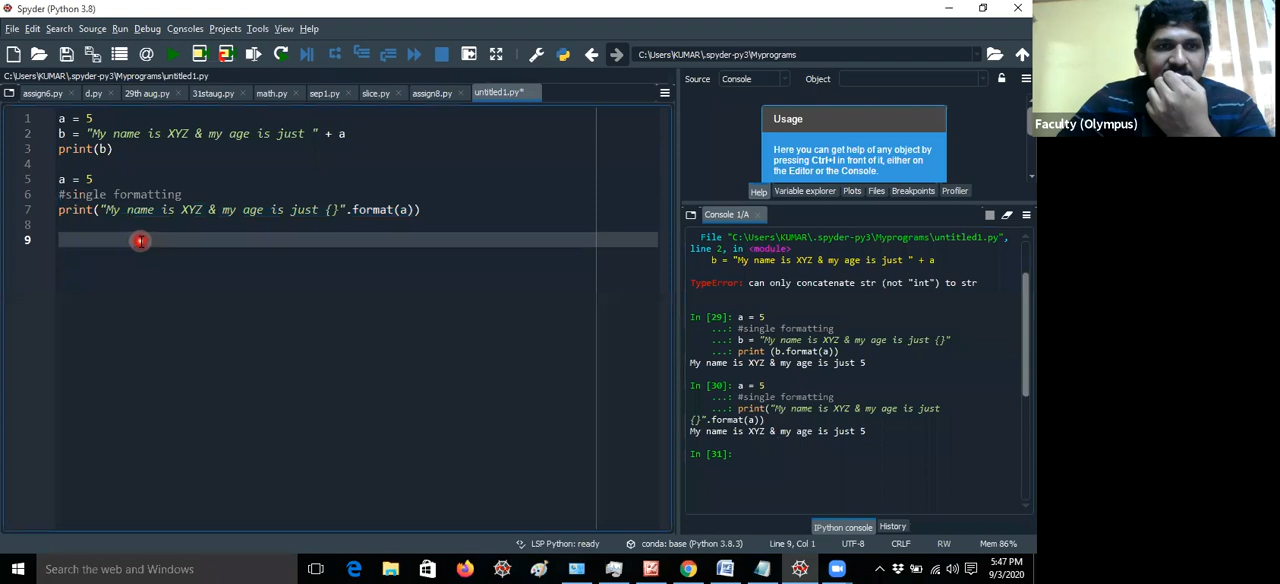 Spyder (Python 3.8)
File Edit Search Source Run Debug Consoles Projects Tools View Help
C:\Users\KUMAR\.spyder-py3\Myprograms
C:\Users\KUMAR\.spyder-py3\Myprograms\untitled1.py
assign6.py d.py 29th aug.py 31staug.py math.py sep1.py slice.py assign8.py untitled1.py*
1 a = 5
2 b = "My name is XYZ & my age is just " + a
3 print(b)
4
5 a = 5
6 #single formatting
7 print("My name is XYZ & my age is just {}".format(a))
8
9
Source Console Object
Usage
Here you can get help of any object by
pressing Ctrl+I in front of it, either on
the Editor or the Console.
Help Variable explorer Plots Files Breakpoints Profiler
Faculty (Olympus)
Console 1/A
File "C:\Users\KUMAR\.spyder-py3\Myprograms\untitled1.py",
line 2, in <module>
b = "My name is XYZ & my age is just " + a
TypeError: can only concatenate str (not "int") to str
In [29]: a = 5
...: #single formatting
...: b = "My name is XYZ & my age is just {}"
...: print (b.format(a))
My name is XYZ & my age is just 5
In [30]: a = 5
...: #single formatting
...: print("My name is XYZ & my age is just
{}".format(a))
My name is XYZ & my age is just 5
In [31]:
IPython console History
LSP Python: ready conda: base (Python 3.8.3) Line 9, Col 1 UTF-8 CRLF RW Mem 86%
Search the web and Windows
5:47 PM
9/3/2020